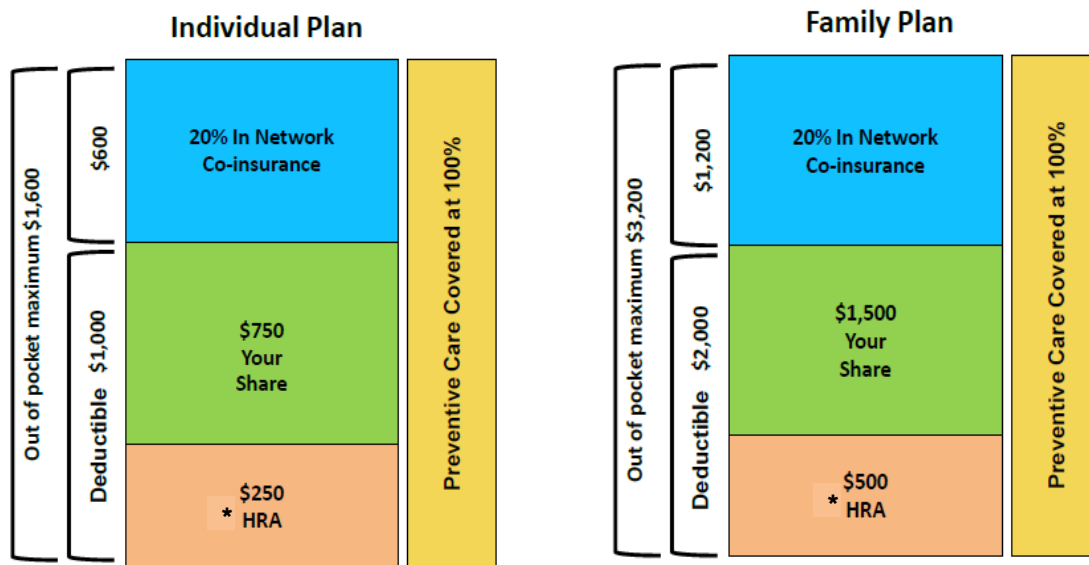 Individual Plan
Out of pocket maximum $1,600
$600
Deductible $1,000
20% In Network
Co-insurance
$750
Your
Share
$250
* HRA
Preventive Care Covered at 100%
Family Plan
Out of pocket maximum $3,200
$1,200
Deductible $2,000
20% In Network
Co-insurance
$1,500
Your
Share
$500
* HRA
Preventive Care Covered at 100%